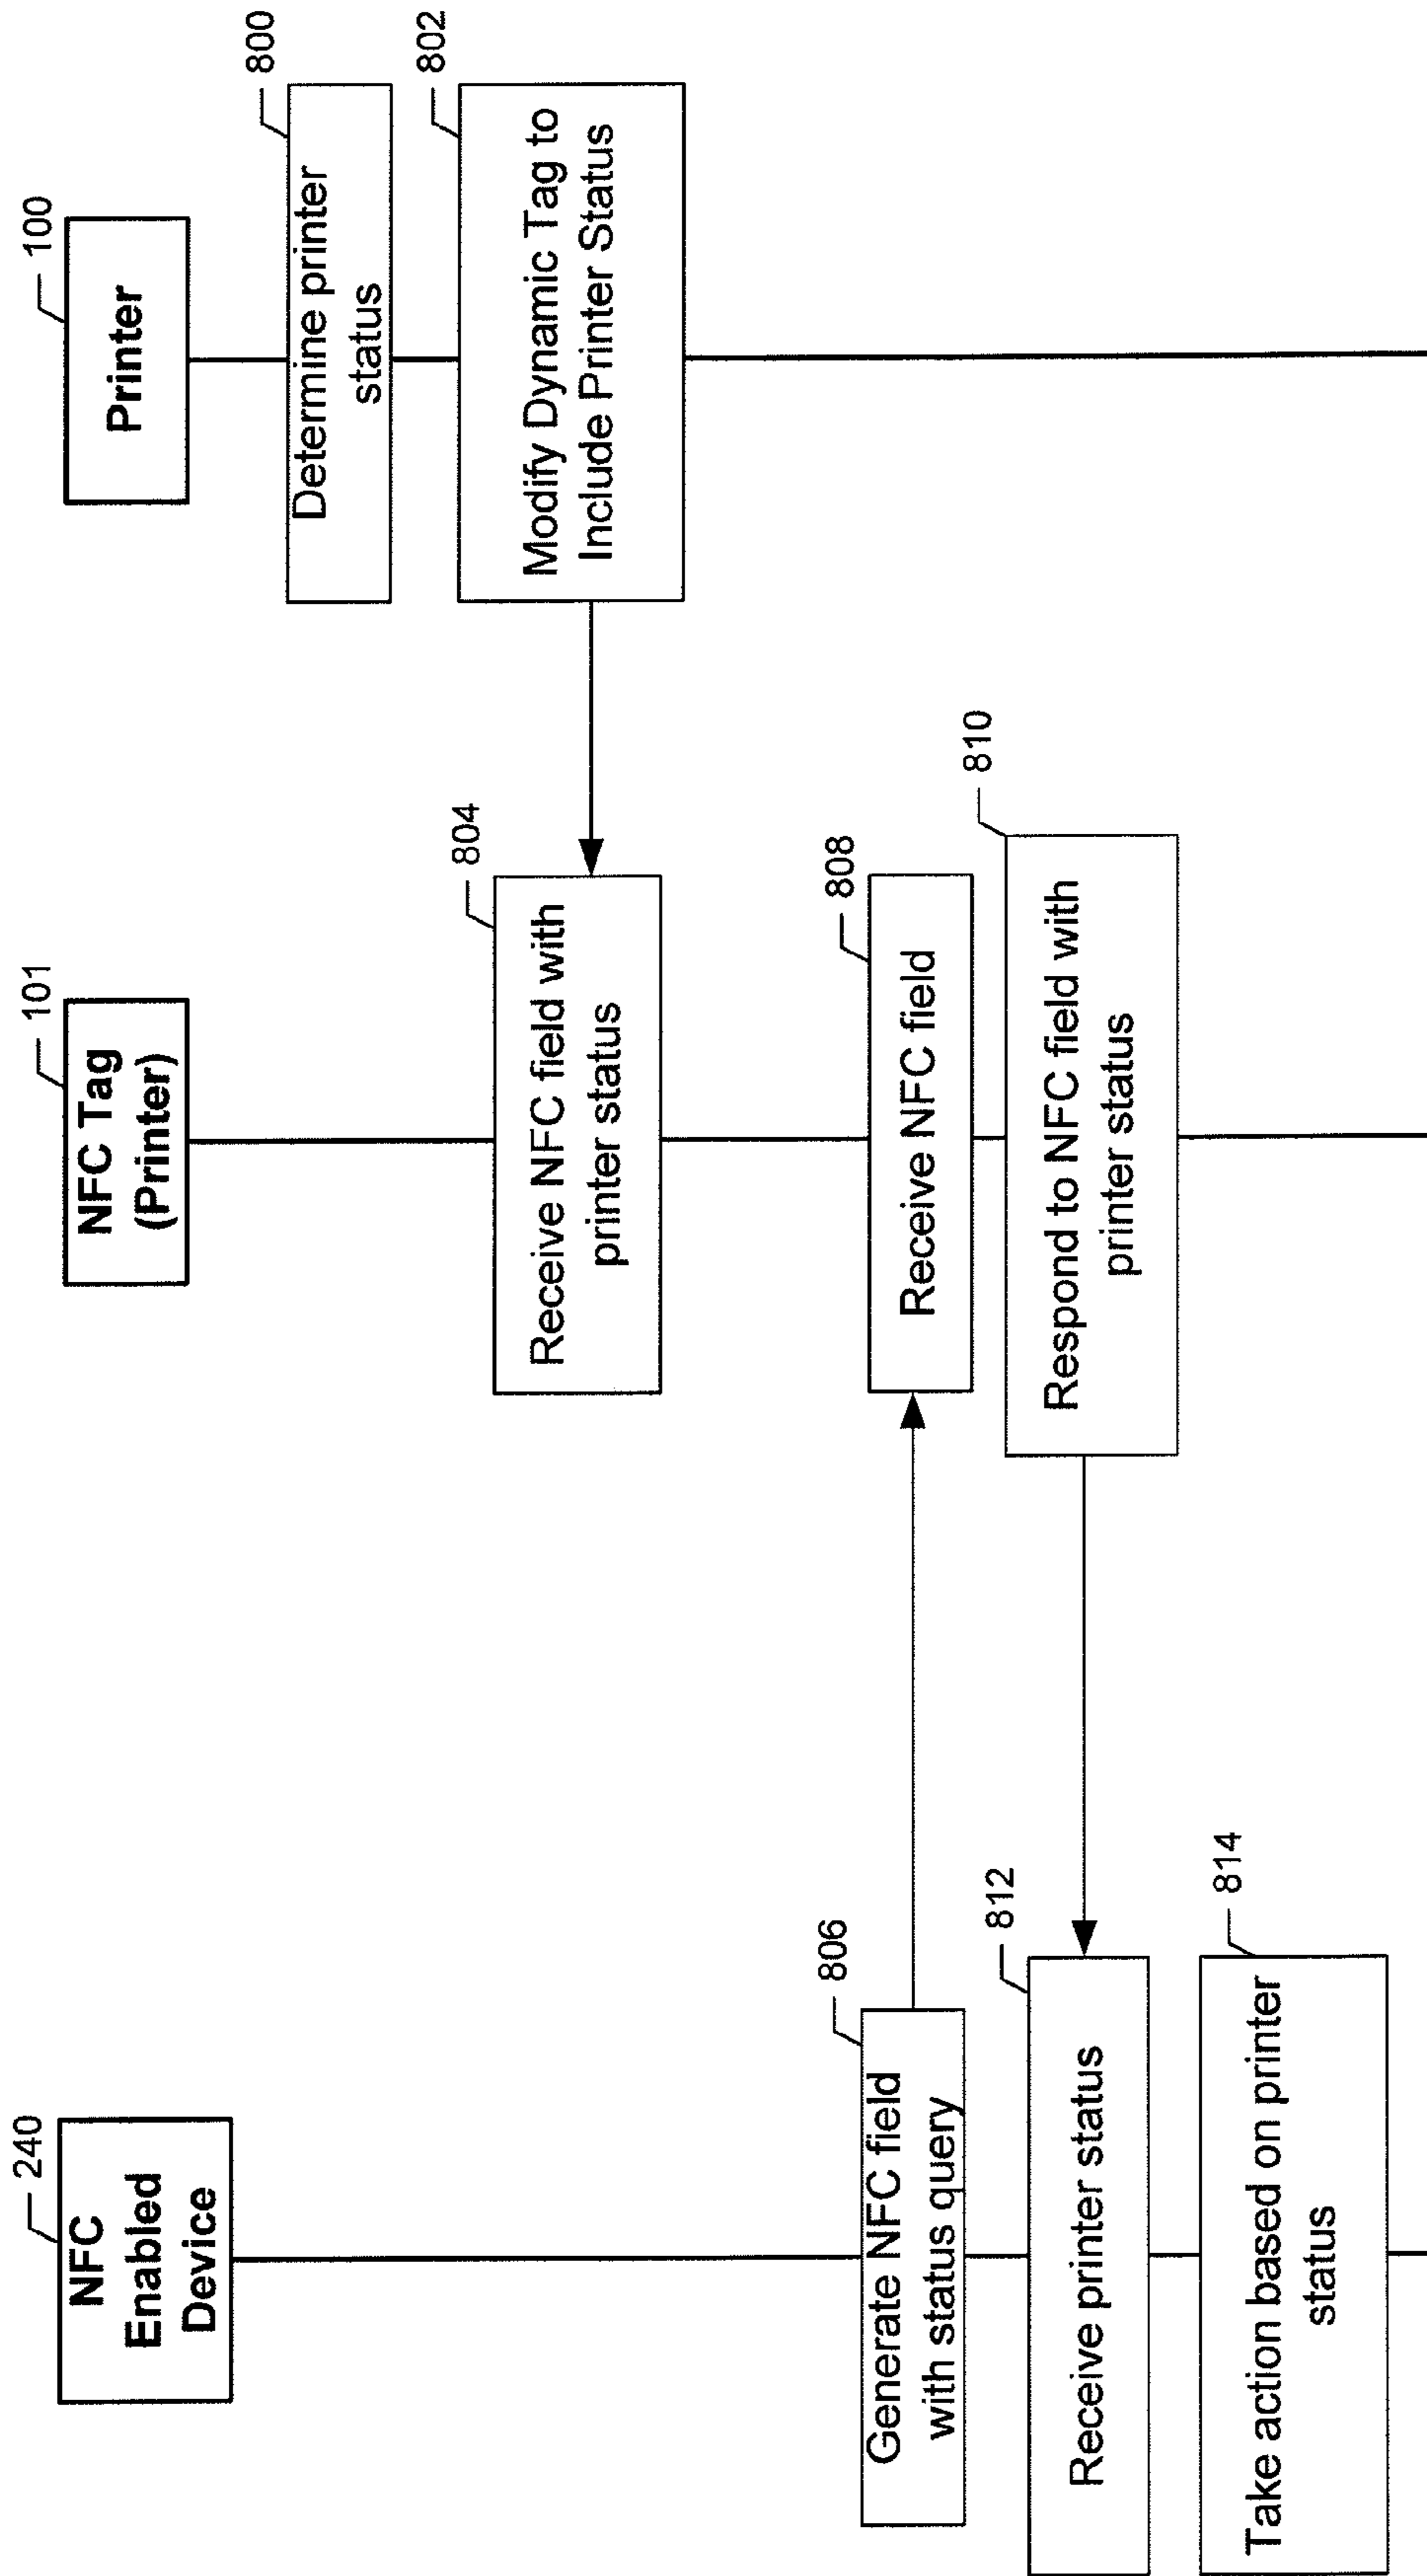 240
NFC
Enabled
Device
101
NFC Tag
(Printer)
100
Printer
800
Determine printer
status
802
Modify Dynamic Tag to
Include Printer Status
804
Receive NFC field with
printer status
806
Generate NFC field
with status query
808
Receive NFC field
810
Respond to NFC field with
printer status
812
Receive printer status
814
Take action based on printer
status